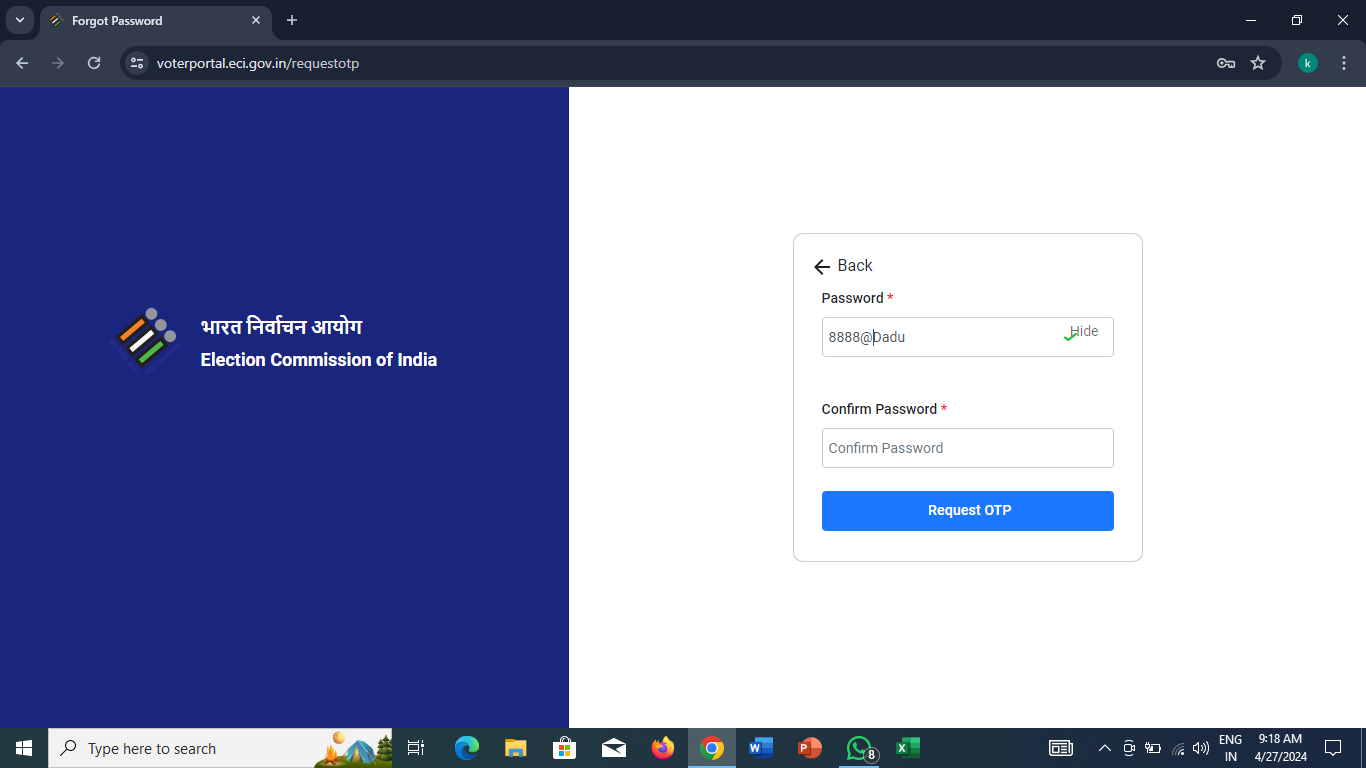 Forgot Password
voterportal.eci.gov.in/requestotp
k
भारत निर्वाचन आयोग
Election Commission of India
Back
Password *
8888@Dadu
Hide
Confirm Password *
Confirm Password
Request OTP
Type here to search
8
ENG
IN
9:18 AM
4/27/2024